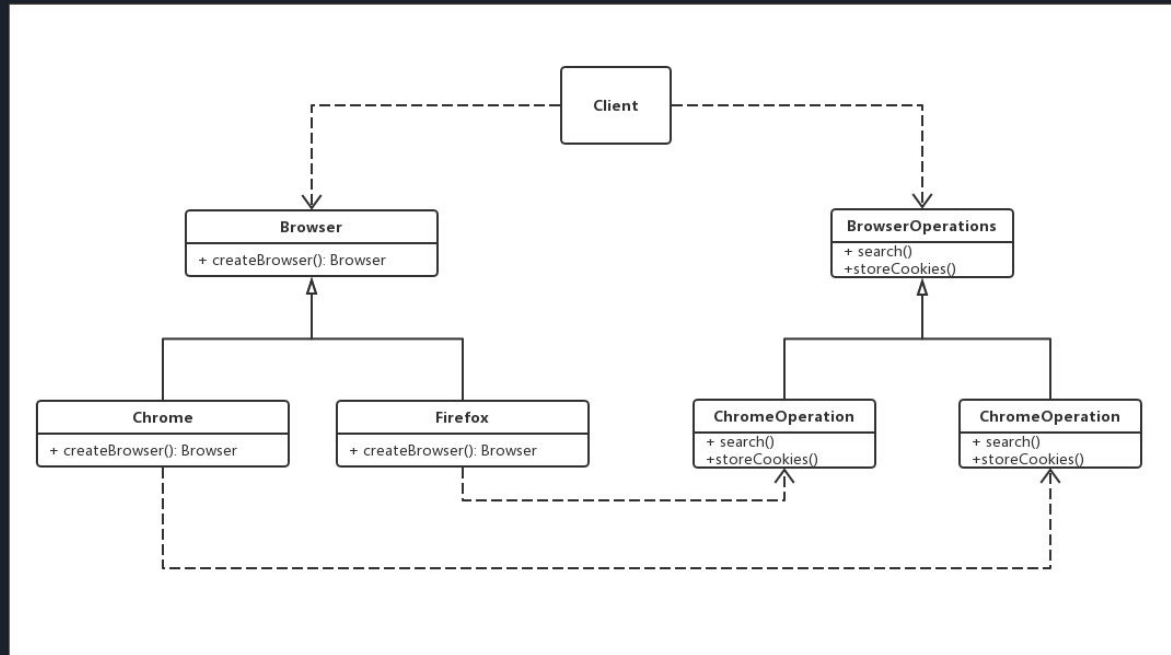 Client
Browser
+ createBrowser(): Browser
BrowserOperations
+ search()
+storeCookies()
Chrome
+ createBrowser(): Browser
Firefox
+ createBrowser(): Browser
ChromeOperation
+ search()
+storeCookies()
ChromeOperation
+ search()
+storeCookies()